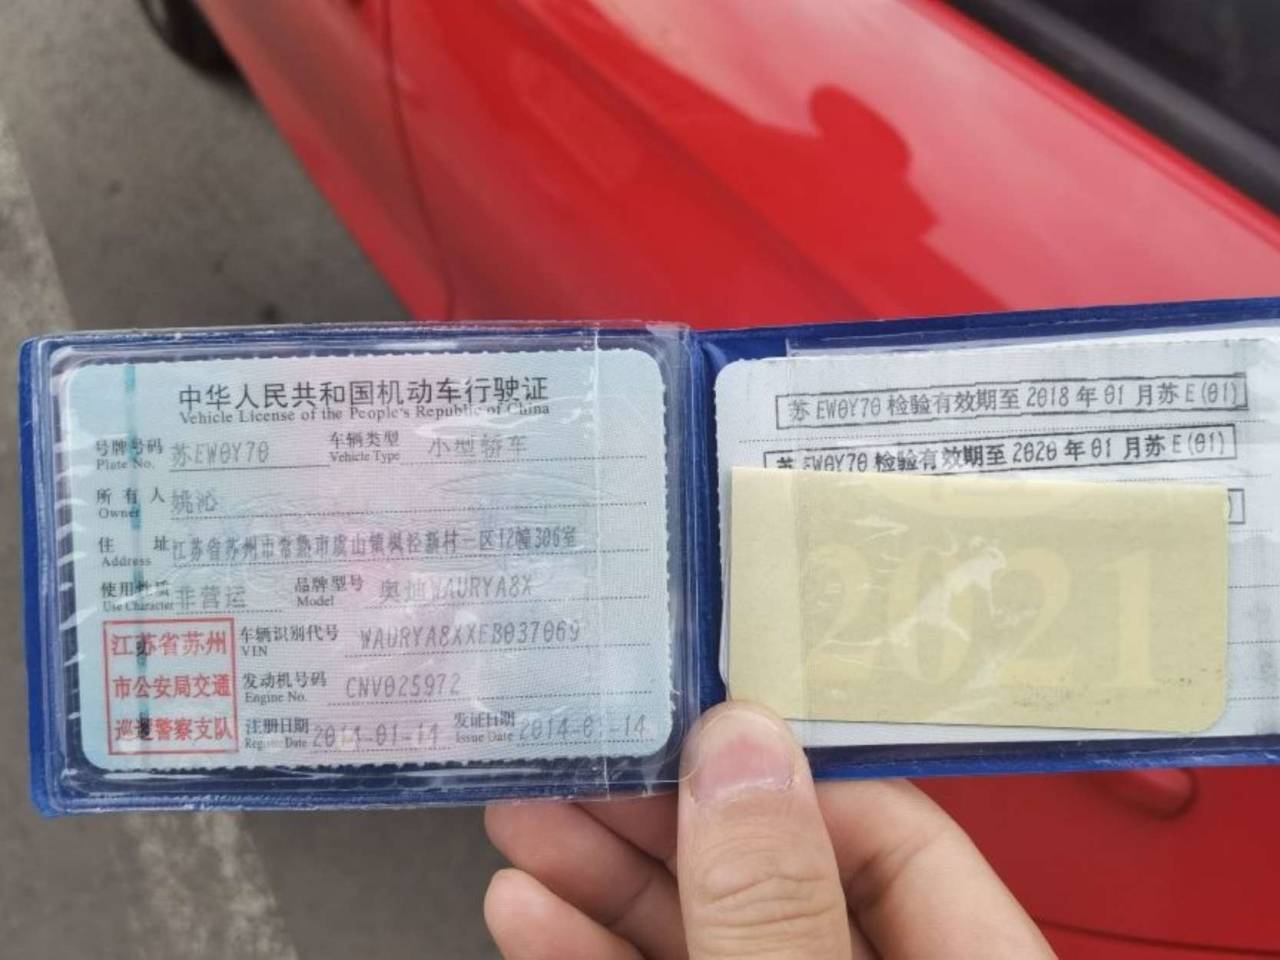 中华人民共和国机动车行驶证
Vehicle License of the People's Republic of China
号牌号码 苏EW0Y70 车辆类型 小型轿车
Plate No. Vehicle Type
所有人 姚沁
Owner
住址 江苏省苏州市常熟市虞山镇枫泾新村一区12幢306室
Address
使用性质 非营运 品牌型号 奥迪WAURYA8X
Use Character Model
江苏省苏州
市公安局交通
巡逻警察支队
车辆识别代号 WAURYA8XXEB037069
VIN
发动机号码 CNV025972
Engine No.
注册日期 2014-01-14 发证日期 2014-01-14
Register Date Issue Date
苏EW0Y70检验有效期至2018年01月苏E(01)
苏EW0Y70检验有效期至2020年01月苏E(01)
2021